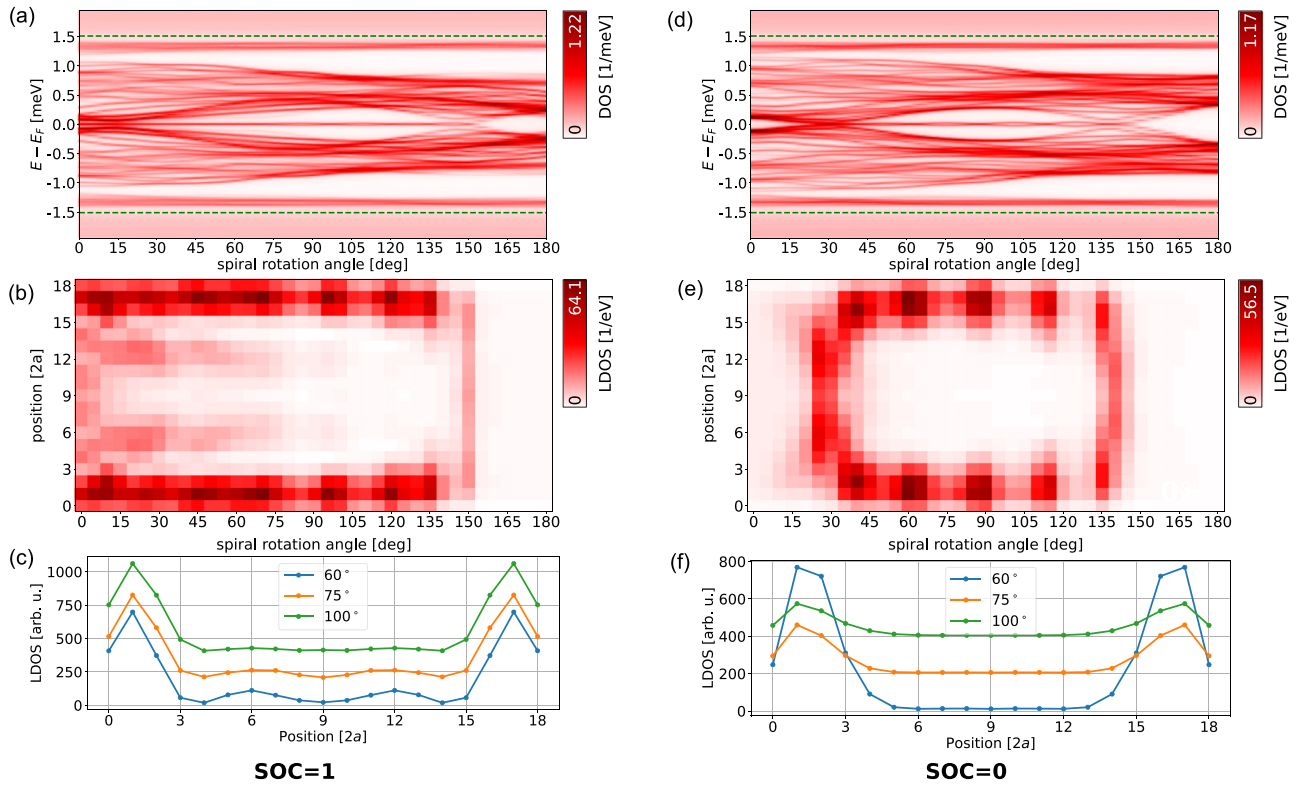 (a)
1.5
1.0
0.5
0.0
-0.5
-1.0
-1.5
E − E_F [meV]
0 15 30 45 60 75 90 105 120 135 150 165 180
spiral rotation angle [deg]
1.22
0
DOS [1/meV]
(d)
1.5
1.0
0.5
0.0
-0.5
-1.0
-1.5
E − E_F [meV]
0 15 30 45 60 75 90 105 120 135 150 165 180
spiral rotation angle [deg]
1.17
0
DOS [1/meV]
(b)
18
15
12
9
6
3
0
position [2a]
0 15 30 45 60 75 90 105 120 135 150 165 180
spiral rotation angle [deg]
64.1
0
LDOS [1/eV]
(e)
18
15
12
9
6
3
0
position [2a]
0 15 30 45 60 75 90 105 120 135 150 165 180
spiral rotation angle [deg]
56.5
0
LDOS [1/eV]
(c)
1000
750
500
250
0
LDOS [arb. u.]
60°
75°
100°
0 3 6 9 12 15 18
Position [2a]
SOC=1
(f)
800
600
400
200
0
LDOS [arb. u.]
60°
75°
100°
0 3 6 9 12 15 18
Position [2a]
SOC=0